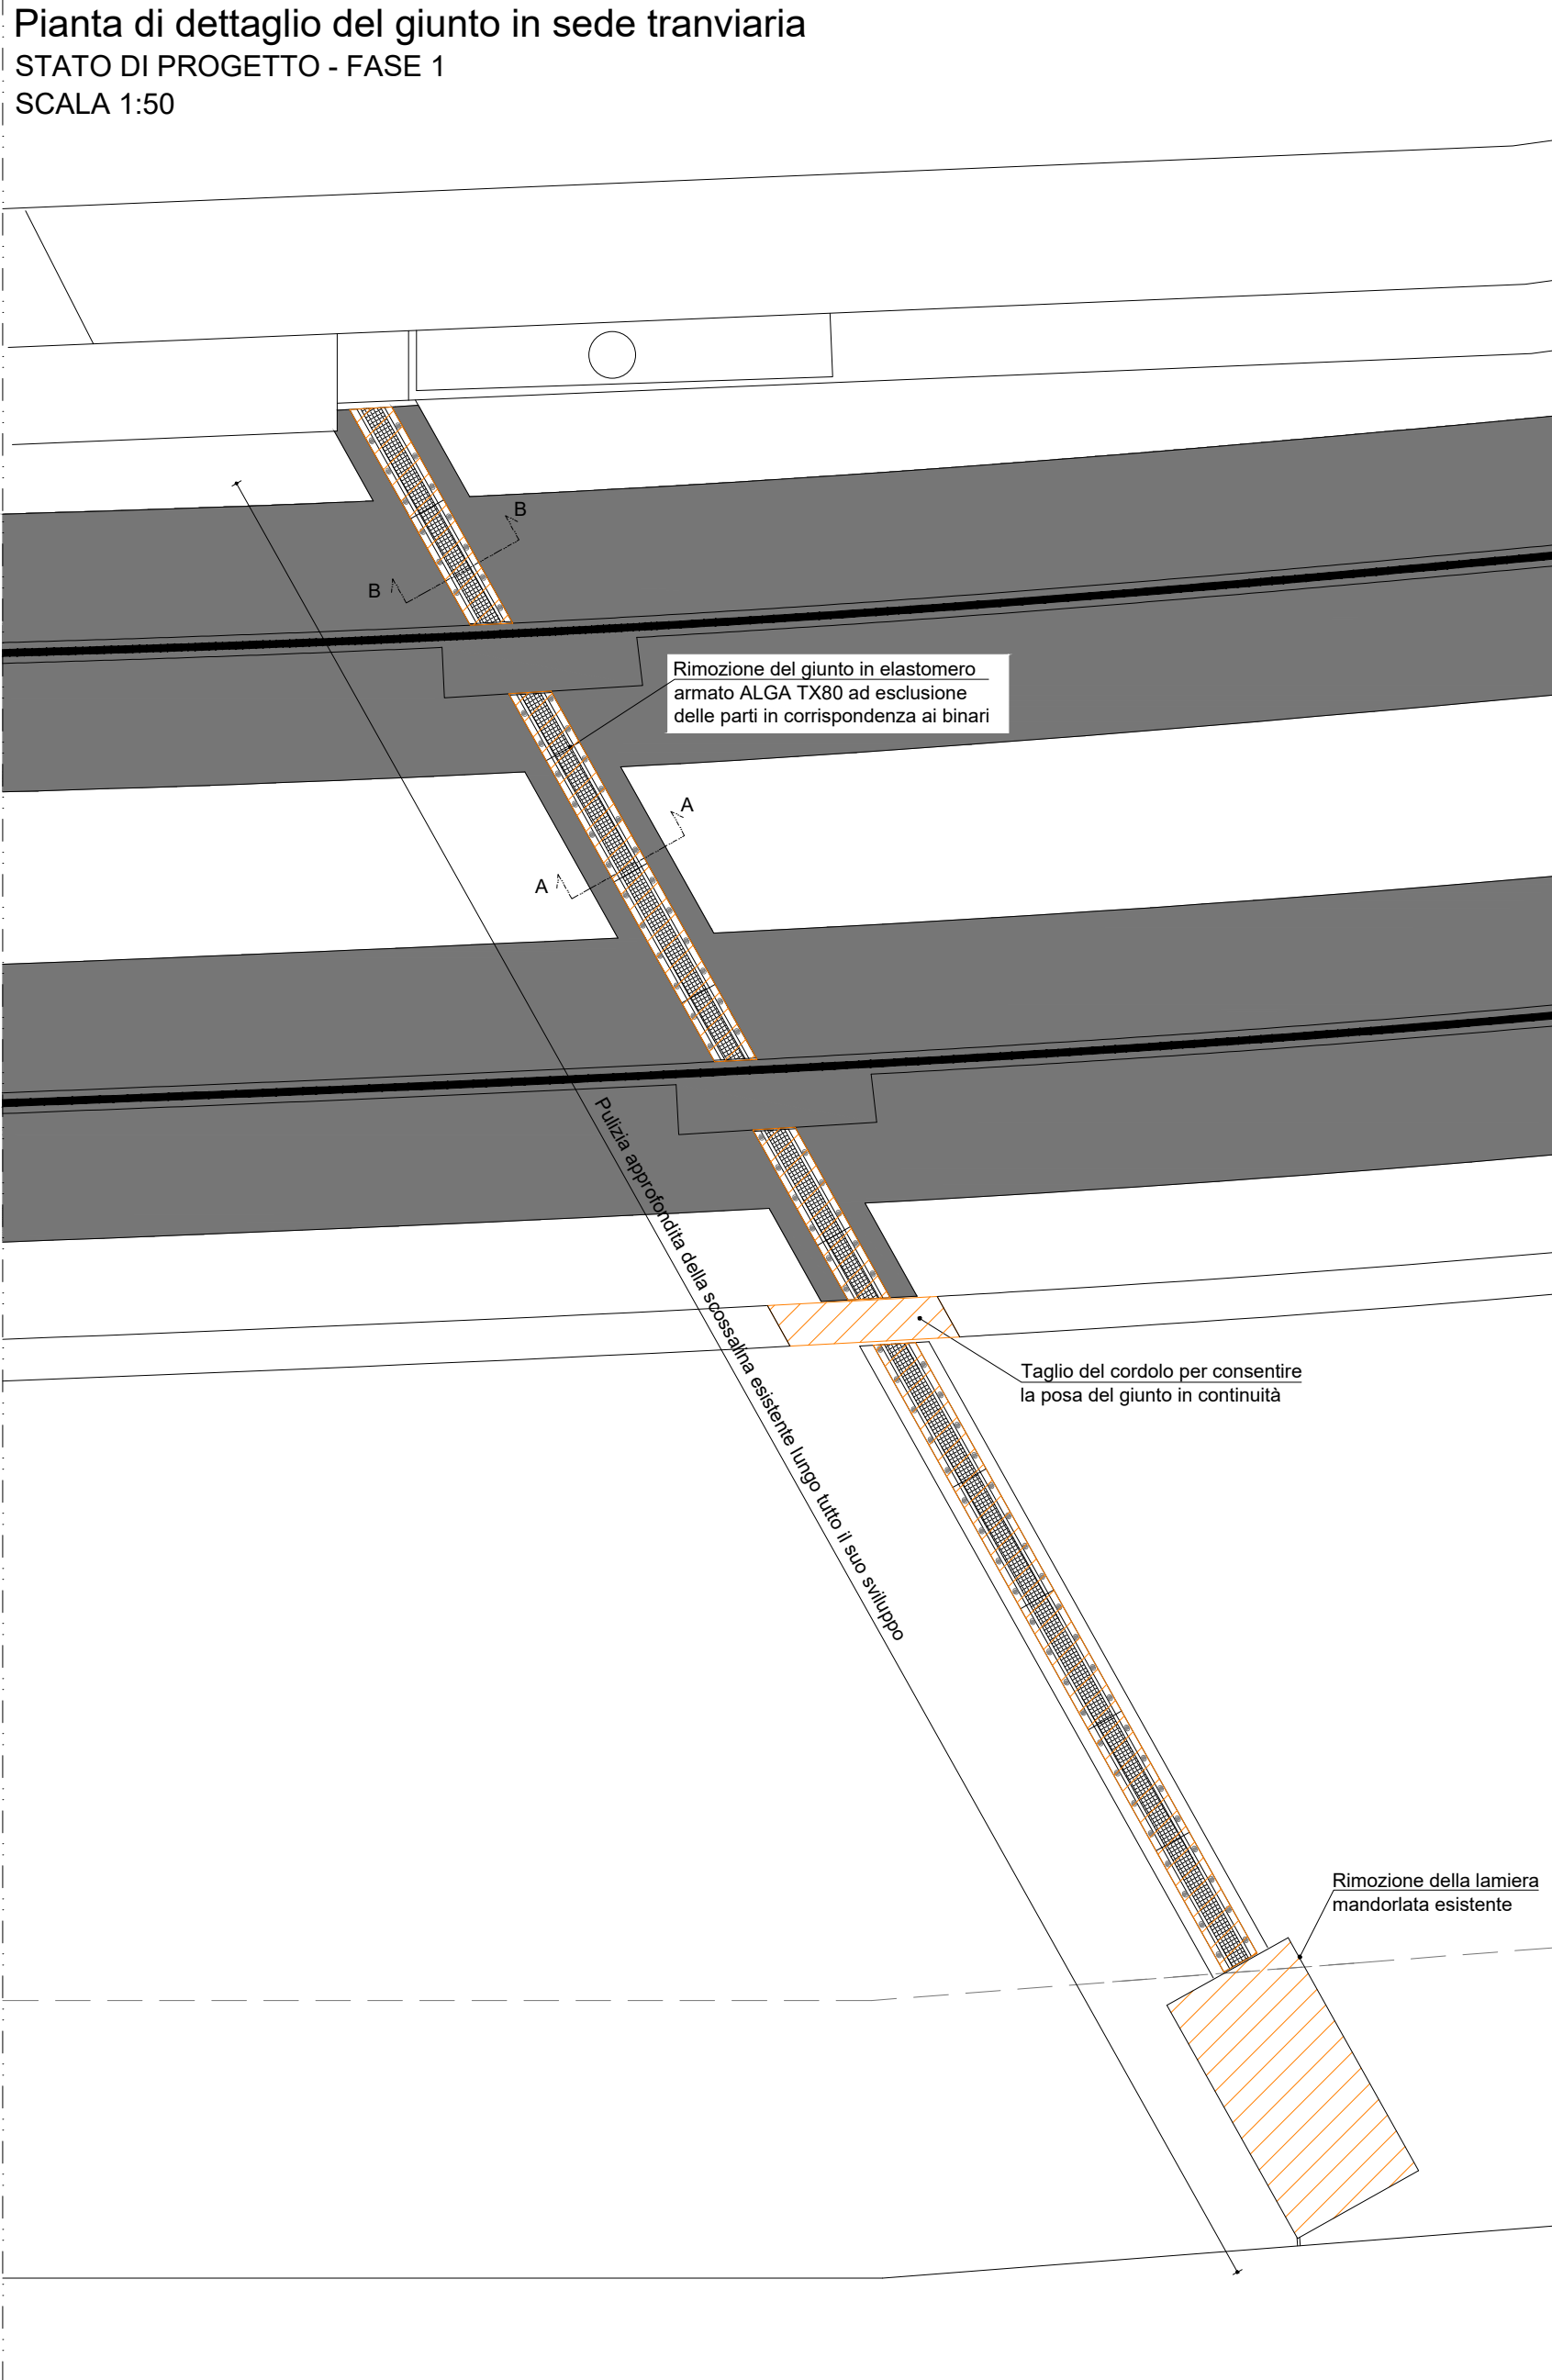 Pianta di dettaglio del giunto in sede tranviaria
STATO DI PROGETTO - FASE 1
SCALA 1:50
B
B
Rimozione del giunto in elastomero
armato ALGA TX80 ad esclusione
delle parti in corrispondenza ai binari
A
A
Pulizia approfondita della scossalina esistente lungo tutto il suo sviluppo
Taglio del cordolo per consentire
la posa del giunto in continuità
Rimozione della lamiera
mandorlata esistente